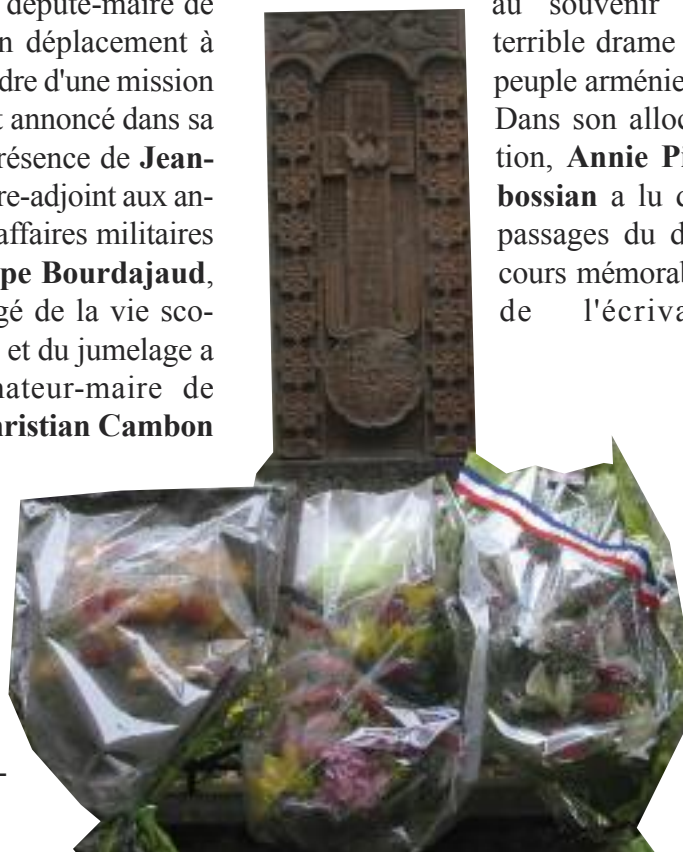 député-maire de
n déplacement à
dre d'une mission
t annoncé dans sa
résence de Jean-
re-adjoint aux an-
affaires militaires
pe Bourdajaud,
gé de la vie sco-
et du jumelage a
nateur-maire de
hristian Cambon
au souvenir
terrible drame
peuple arménie
Dans son alloc
tion, Annie Pi
bossian a lu d
passages du d
cours mémorab
de l'écriva